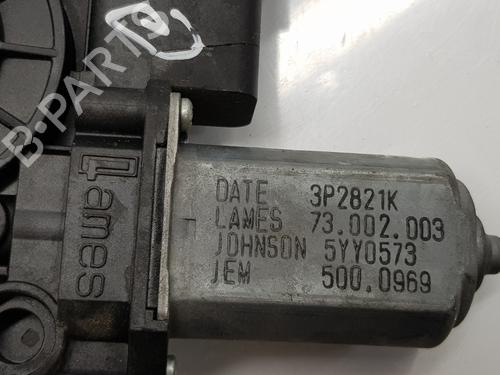 B-PARTS
Lames
DATE 3P2821K
LAMES 73.002.003
JOHNSON 5YY0573
JEM 500.0969